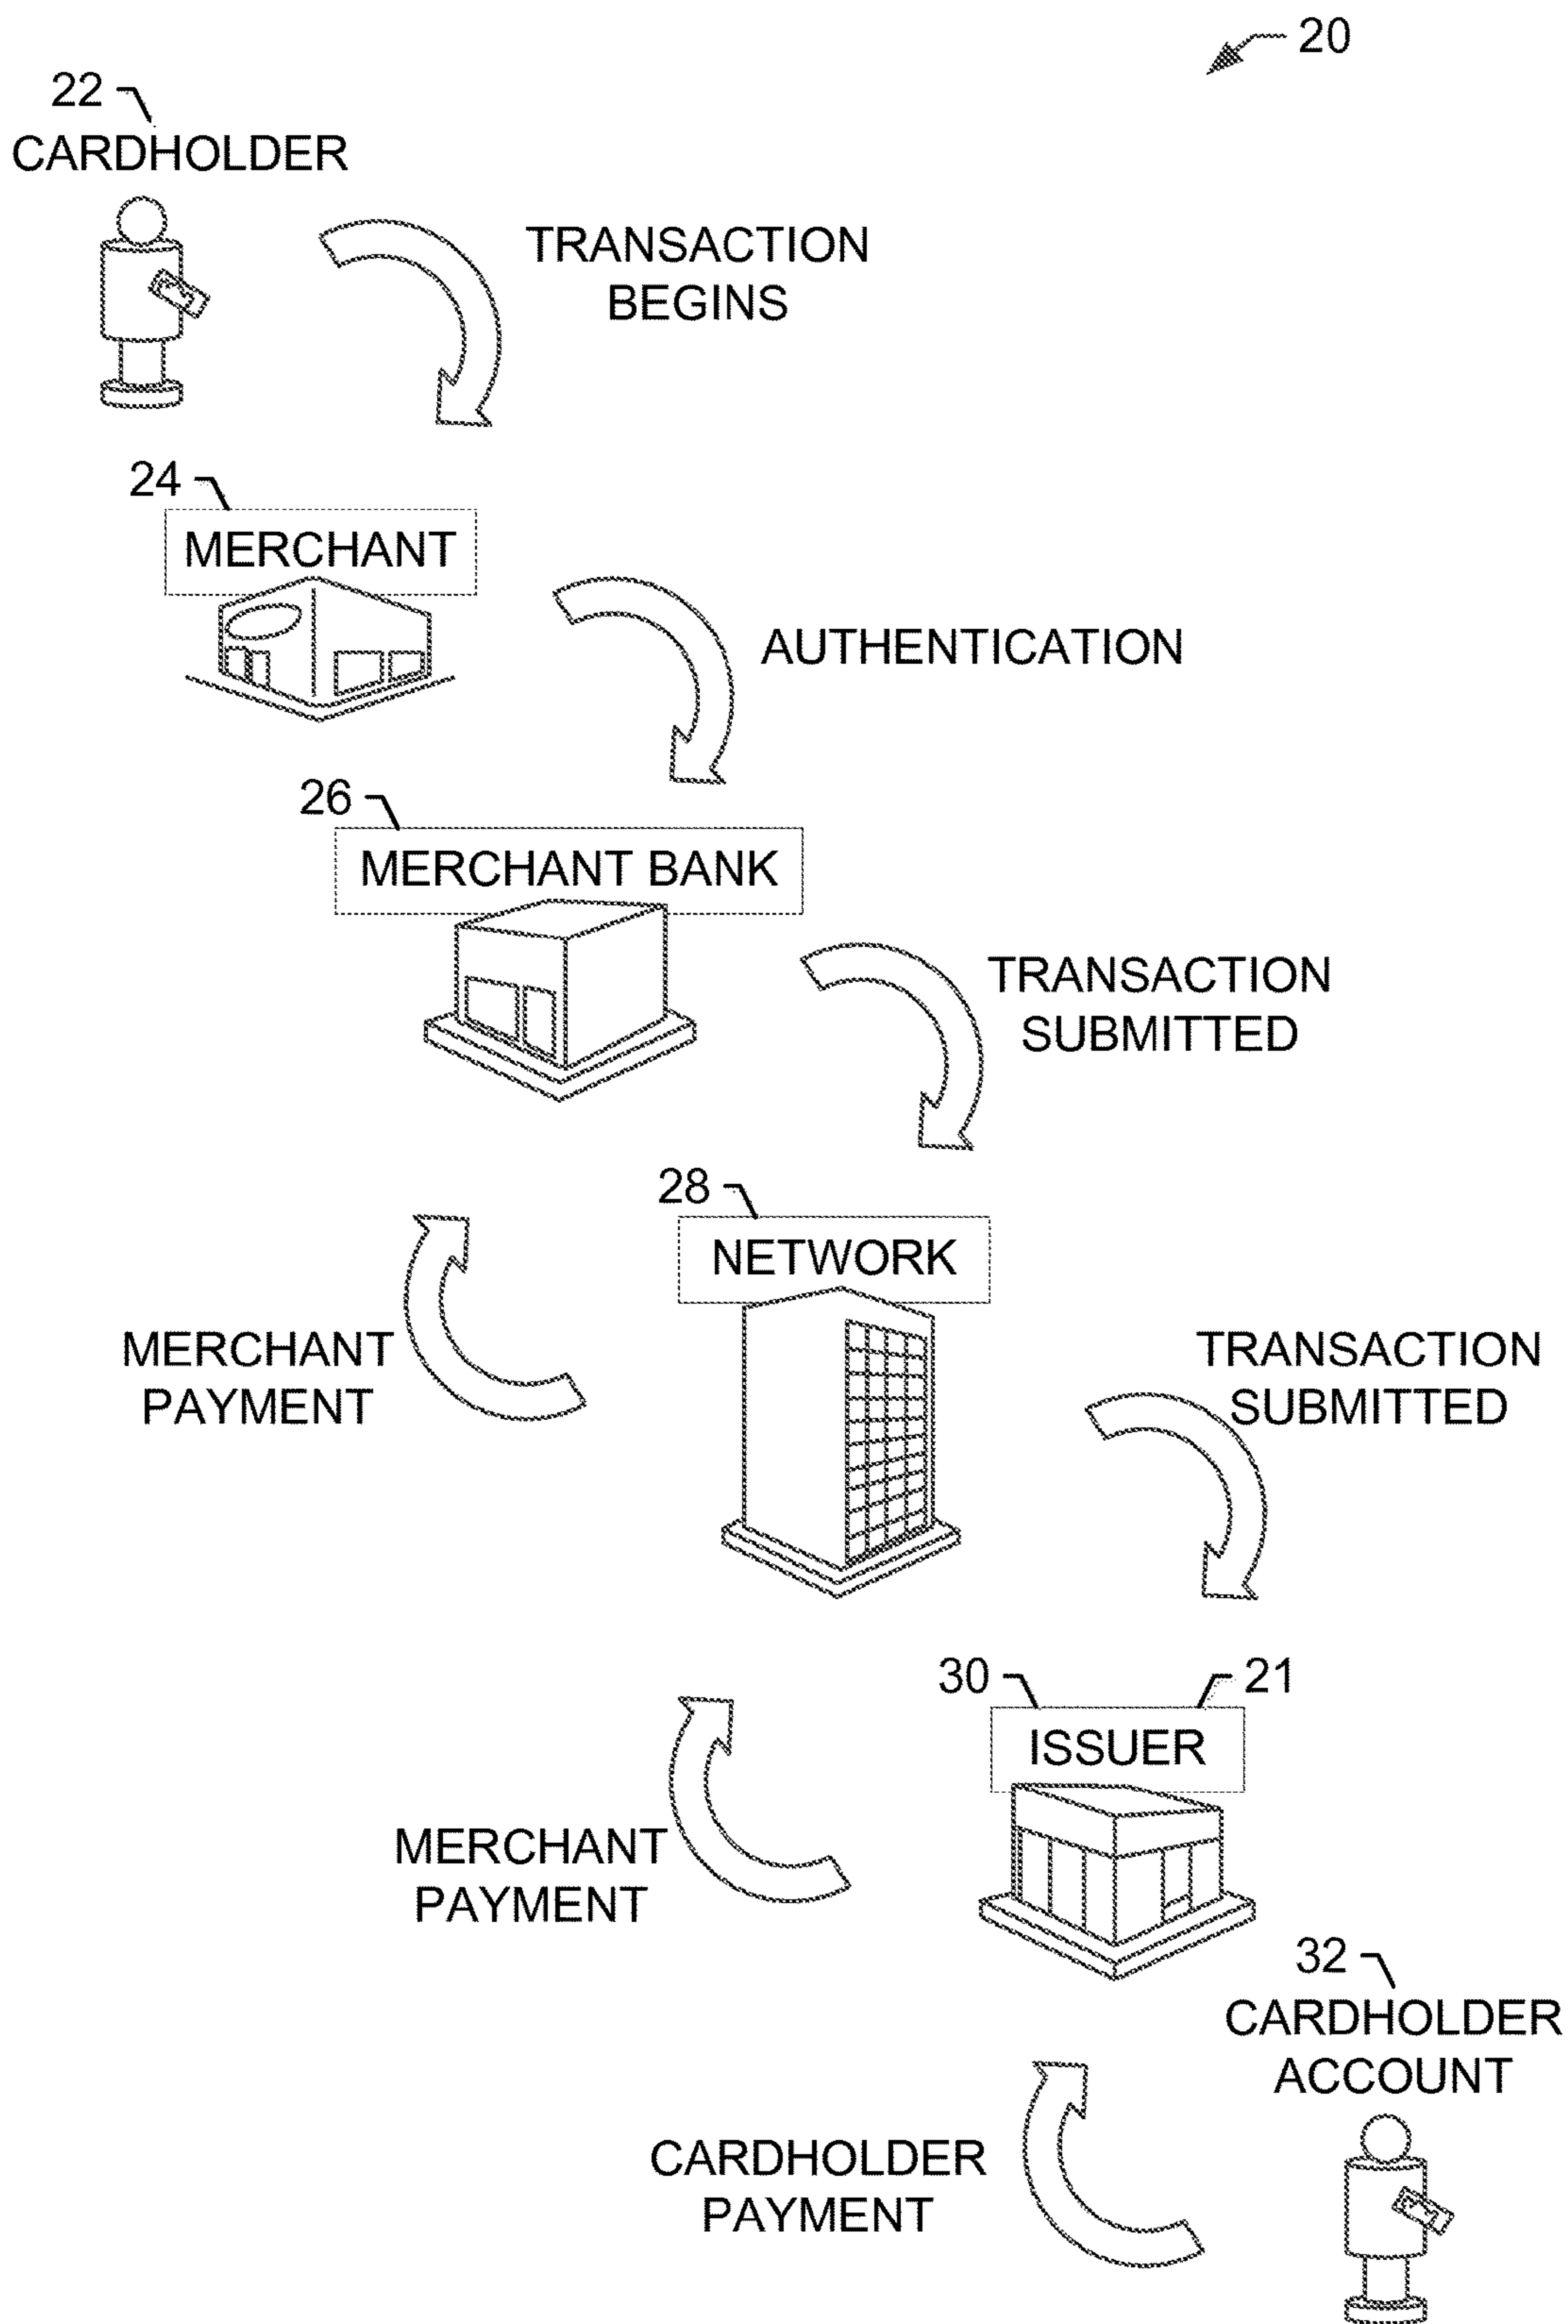 20
22
CARDHOLDER
TRANSACTION
BEGINS
24
MERCHANT
AUTHENTICATION
26
MERCHANT BANK
TRANSACTION
SUBMITTED
28
NETWORK
MERCHANT
PAYMENT
TRANSACTION
SUBMITTED
30
21
ISSUER
MERCHANT
PAYMENT
32
CARDHOLDER
ACCOUNT
CARDHOLDER
PAYMENT